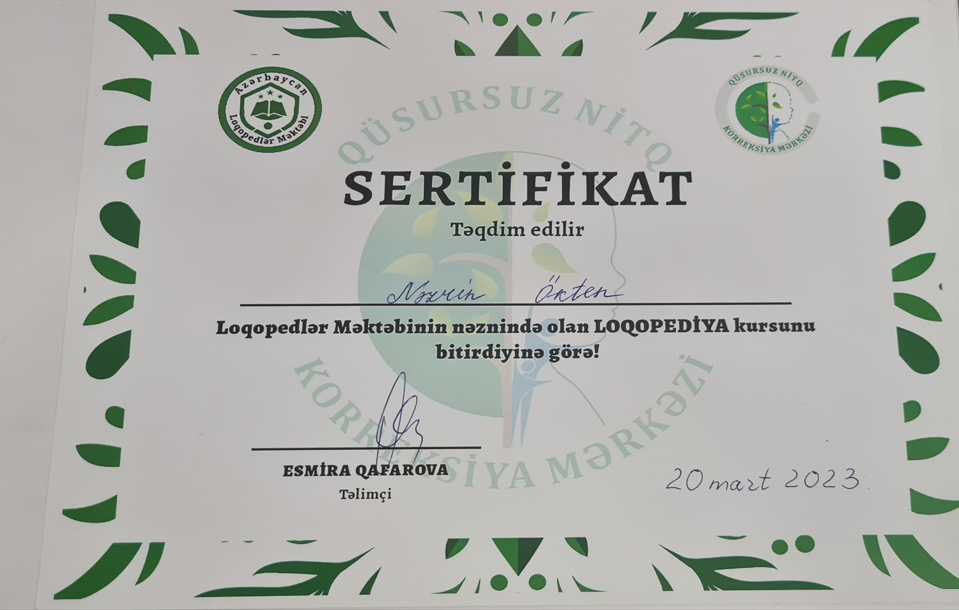 Azərbaycan
Loqopedlər Məktəbi
QÜSURSUZ NİTQ
KORREKSİYA MƏRKƏZİ
QÜSURSUZ NİTQ
SERTİFİKAT
Təqdim edilir
Nəzrin Ökten
Loqopedlər Məktəbinin nəznində olan LOQOPEDİYA kursunu
bitirdiyinə görə!
KORREKSİYA MƏRKƏZİ
ESMİRA QAFAROVA
Təlimçi
20 mart 2023